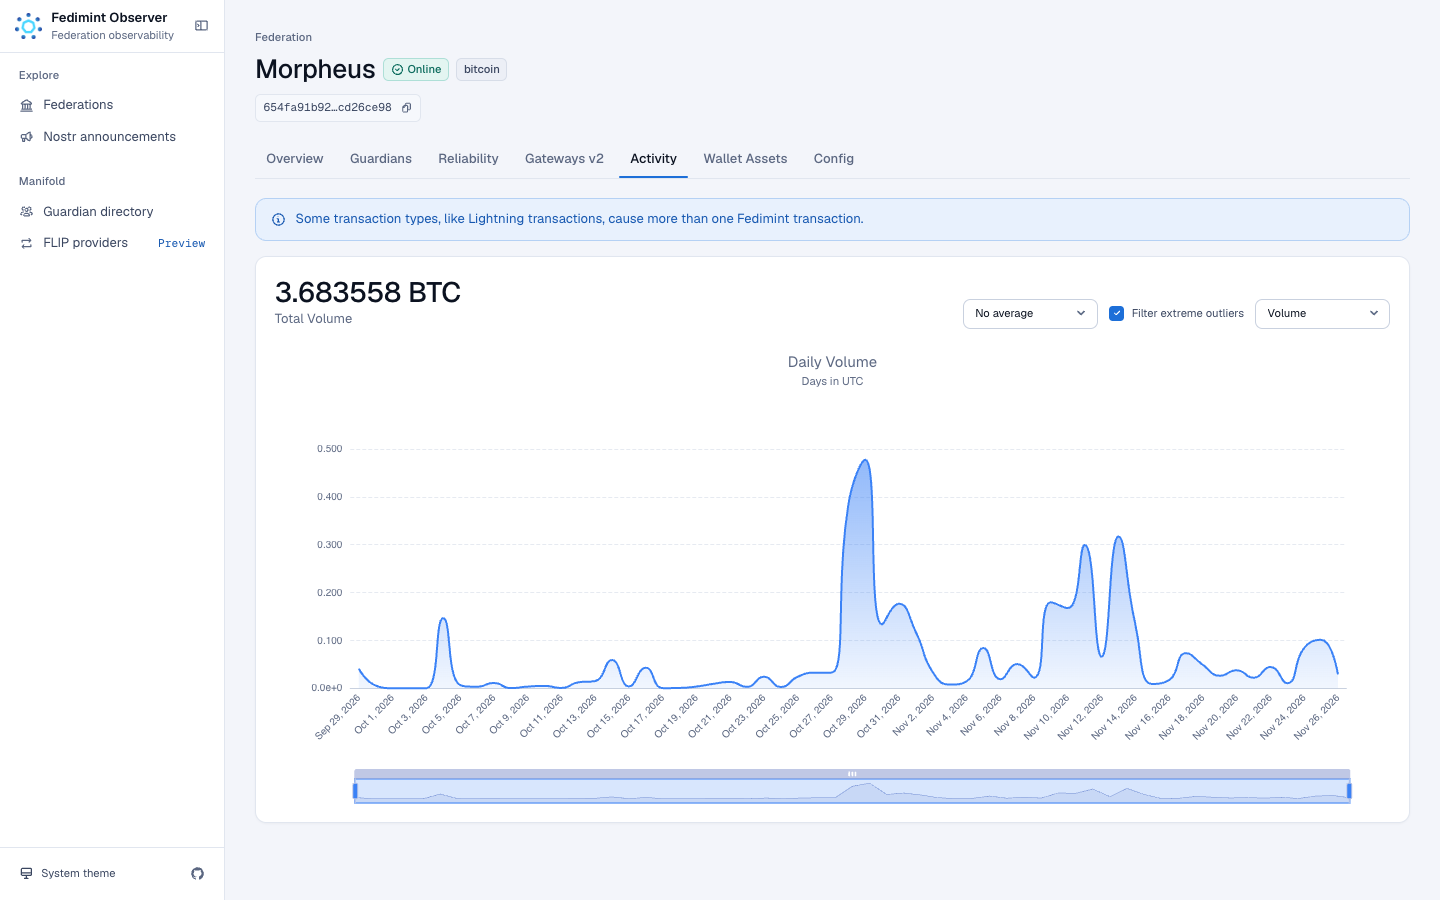 Fedimint Observer
Federation observability
Explore
Federations
Nostr announcements
Manifold
Guardian directory
FLIP providers Preview
System theme
Federation
Morpheus Online bitcoin
654fa91b92…cd26ce98
Overview Guardians Reliability Gateways v2 Activity Wallet Assets Config
Some transaction types, like Lightning transactions, cause more than one Fedimint transaction.
3.683558 BTC
Total Volume
No average Filter extreme outliers Volume
Daily Volume
Days in UTC
0.500
0.400
0.300
0.200
0.100
0.0e+0
Sep 29, 2026 Oct 1, 2026 Oct 3, 2026 Oct 5, 2026 Oct 7, 2026 Oct 9, 2026 Oct 11, 2026 Oct 13, 2026 Oct 15, 2026 Oct 17, 2026 Oct 19, 2026 Oct 21, 2026 Oct 23, 2026 Oct 25, 2026 Oct 27, 2026 Oct 29, 2026 Oct 31, 2026 Nov 2, 2026 Nov 4, 2026 Nov 6, 2026 Nov 8, 2026 Nov 10, 2026 Nov 12, 2026 Nov 14, 2026 Nov 16, 2026 Nov 18, 2026 Nov 20, 2026 Nov 22, 2026 Nov 24, 2026 Nov 26, 2026